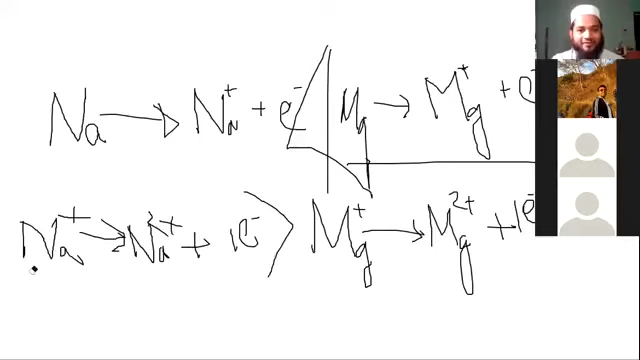 Na → Na⁺ + e⁻ < Mg → Mg⁺ + e⁻
Na⁺ → Na²⁺ + 1e⁻ > Mg⁺ → Mg²⁺ + 1e⁻